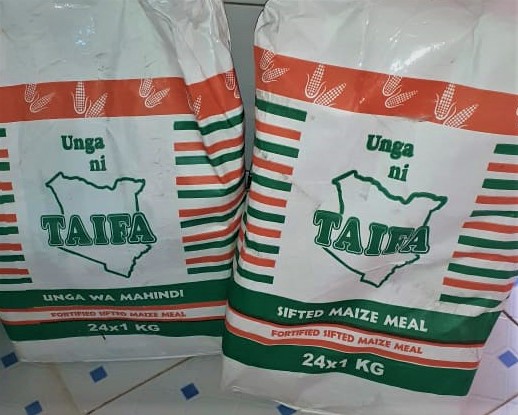 Unga
ni
TAIFA
UNGA WA MAHINDI
FORTIFIED SIFTED MAIZE MEAL
24x1 KG
Unga
ni
TAIFA
SIFTED MAIZE MEAL
FORTIFIED SIFTED MAIZE MEAL
24x1 KG